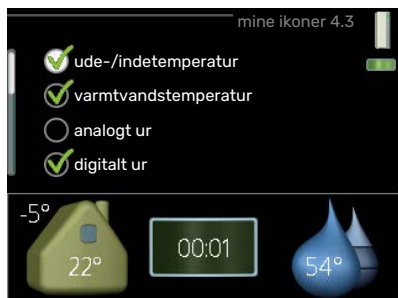 mine ikoner 4.3
ude-/indetemperatur
varmtvandstemperatur
analogt ur
digitalt ur
-5°
22°
00:01
54°